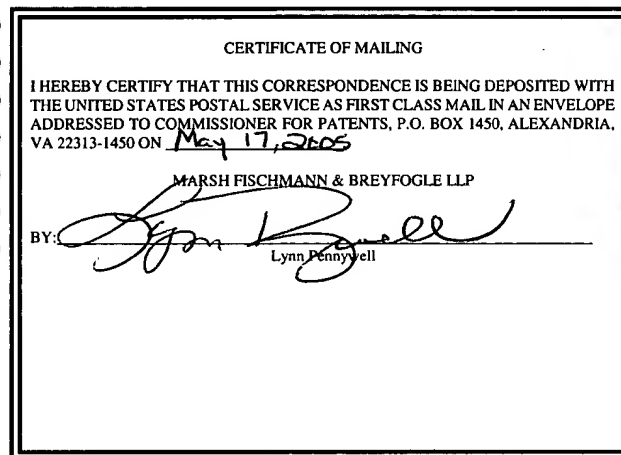 CERTIFICATE OF MAILING
I HEREBY CERTIFY THAT THIS CORRESPONDENCE IS BEING DEPOSITED WITH
THE UNITED STATES POSTAL SERVICE AS FIRST CLASS MAIL IN AN ENVELOPE
ADDRESSED TO COMMISSIONER FOR PATENTS, P.O. BOX 1450, ALEXANDRIA,
VA 22313-1450 ON May 17, 2005
MARSH FISCHMANN & BREYFOGLE LLP
BY: Lynn Pennywell
Lynn Pennywell